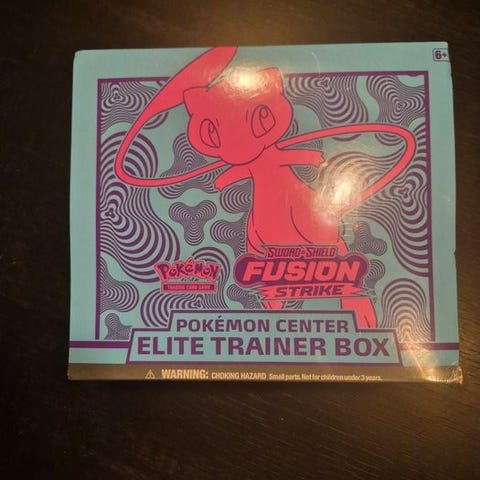 6+
SWORD & SHIELD
FUSION
STRIKE
POKÉMON
TRADING CARD GAME
POKÉMON CENTER
ELITE TRAINER BOX
WARNING: CHOKING HAZARD Small parts. Not for children under 3 years.